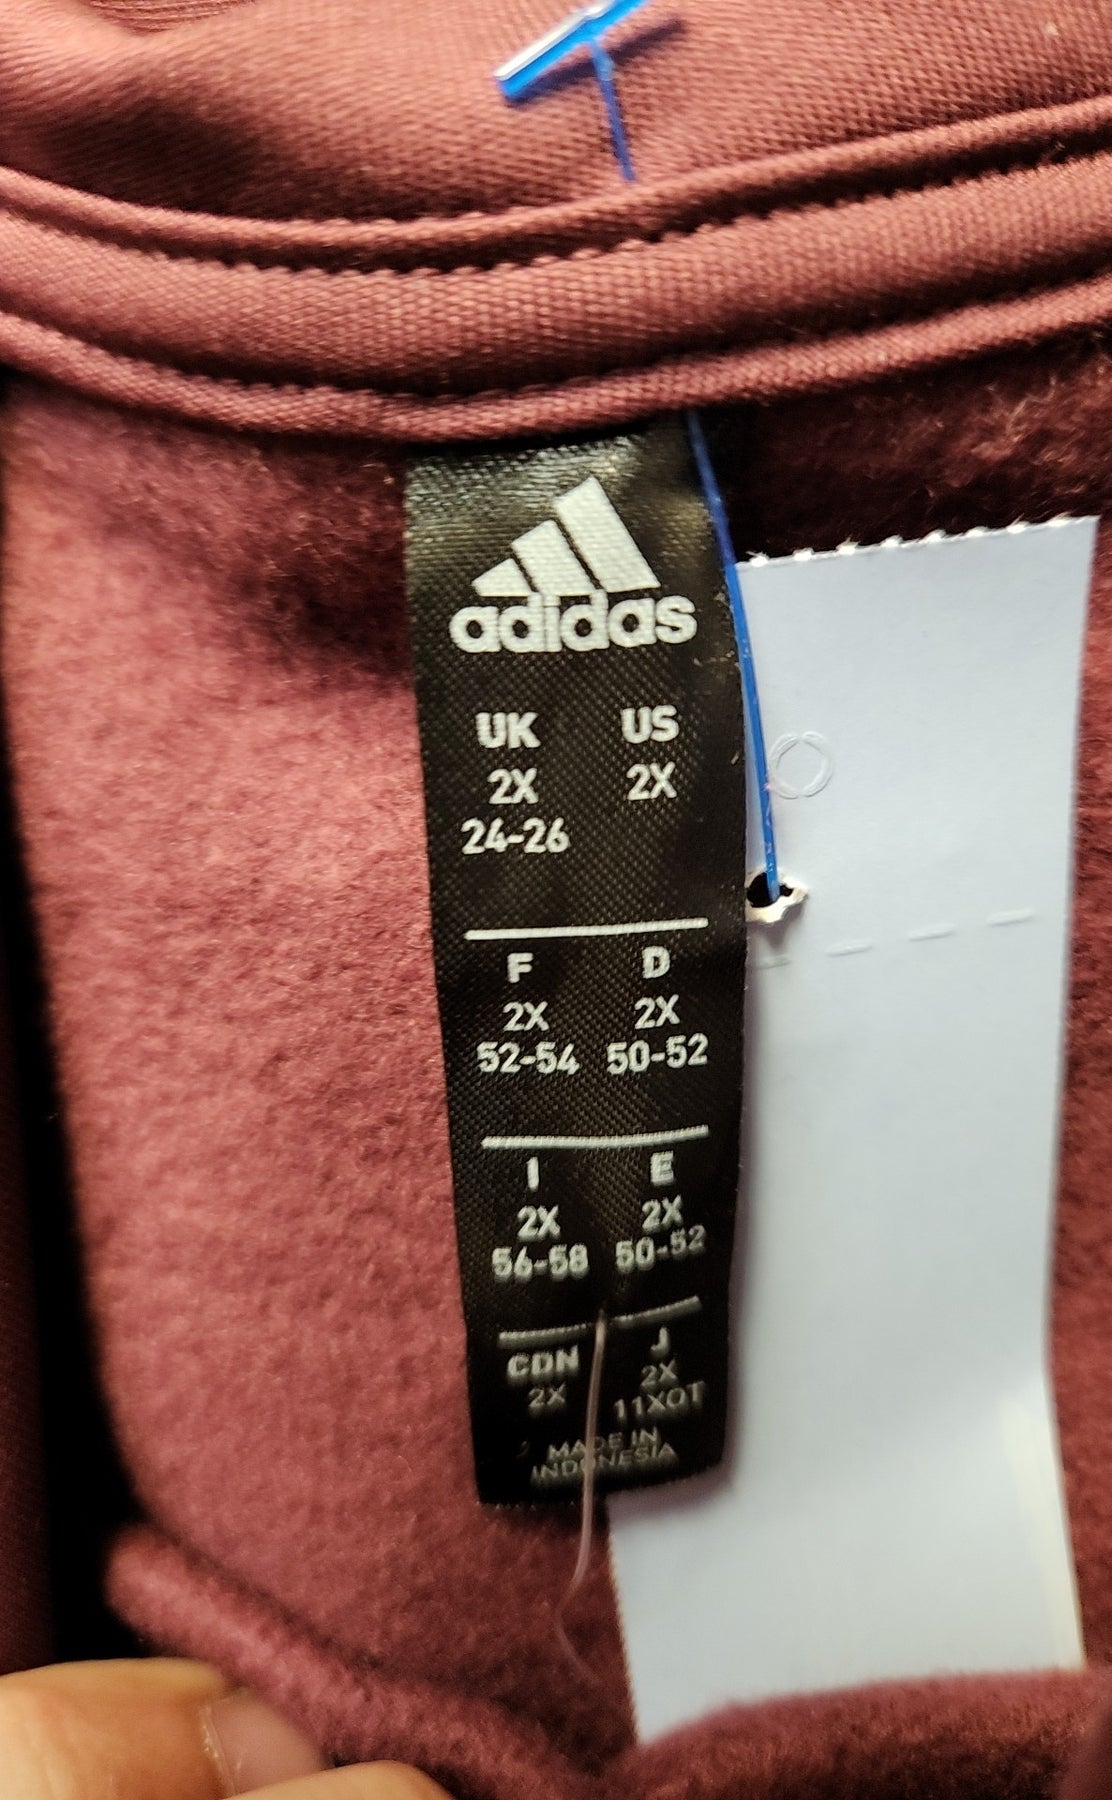 adidas
UK US
2X 2X
24-26
F D
2X 2X
52-54 50-52
I E
2X 2X
56-58 50-52
CDN J
2X 2X
11XOT
MADE IN
INDONESIA